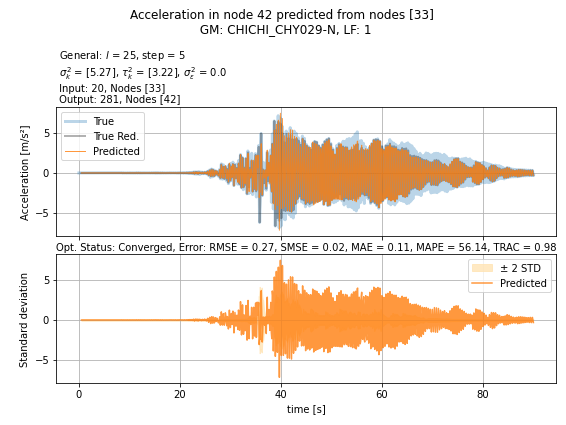 Acceleration in node 42 predicted from nodes [33]
GM: CHICHI_CHY029-N, LF: 1
General: l = 25, step = 5
σ²ₖ = [5.27], τ²ₖ = [3.22], σ²ε = 0.0
Input: 20, Nodes [33]
Output: 281, Nodes [42]
True
True Red.
Predicted
Acceleration [m/s²]
5
0
−5
Opt. Status: Converged, Error: RMSE = 0.27, SMSE = 0.02, MAE = 0.11, MAPE = 56.14, TRAC = 0.98
± 2 STD
Predicted
Standard deviation
5
0
−5
0 20 40 60 80
time [s]